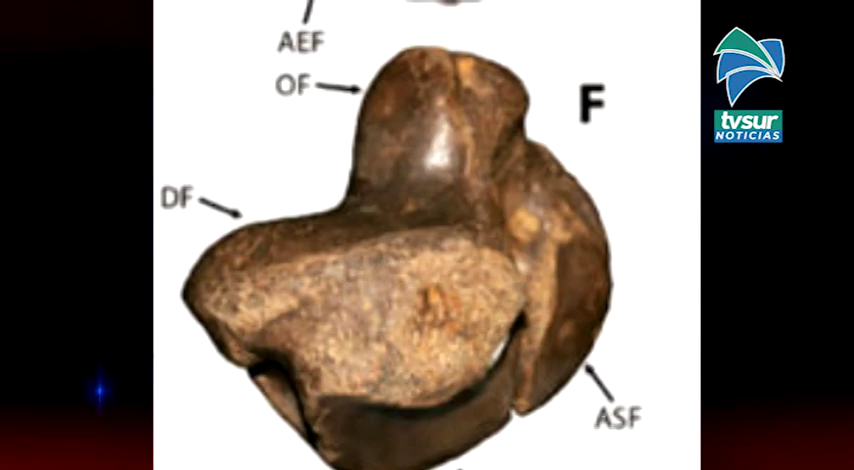 AEF
OF
F
DF
ASF
tvsur
NOTICIAS